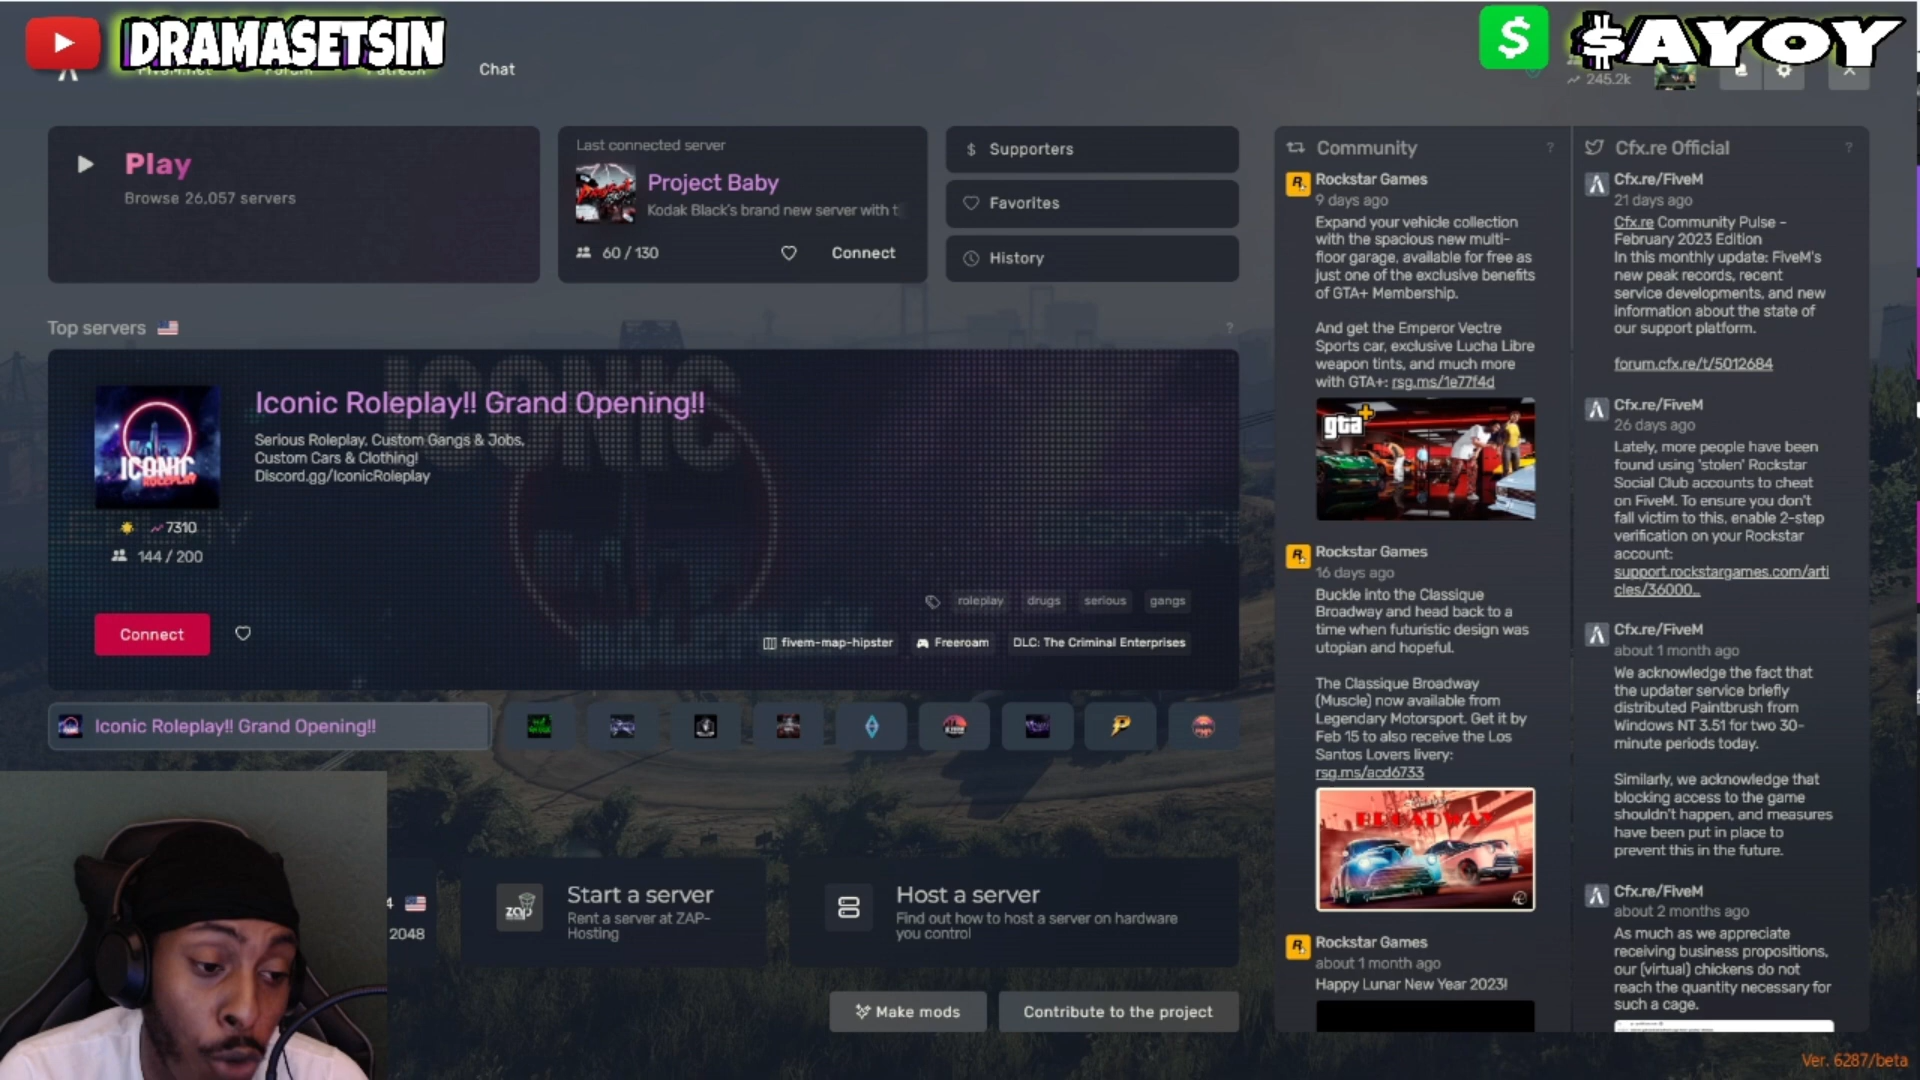 DRAMASETSIN
$AYOY
FiveM.net
Forum
Patreon
Chat
245.2k
Play
Browse 26,057 servers
Last connected server
Project Baby
Kodak Black's brand new server with t
60 / 130
Connect
Supporters
Favorites
History
Top servers
?
Iconic Roleplay!! Grand Opening!!
Serious Roleplay, Custom Gangs & Jobs,
Custom Cars & Clothing!
Discord.gg/IconicRoleplay
ICONIC
ROLEPLAY
7310
144 / 200
roleplay
drugs
serious
gangs
Connect
fivem-map-hipster
Freeroam
DLC: The Criminal Enterprises
Iconic Roleplay!! Grand Opening!!
4
2048
zap
Start a server
Rent a server at ZAP-
Hosting
Host a server
Find out how to host a server on hardware
you control
Make mods
Contribute to the project
Community
?
Rockstar Games
9 days ago
Expand your vehicle collection
with the spacious new multi-
floor garage, available for free as
just one of the exclusive benefits
of GTA+ Membership.
And get the Emperor Vectre
Sports car, exclusive Lucha Libre
weapon tints, and much more
with GTA+: rsg.ms/1e77f4d
gta+
Rockstar Games
16 days ago
Buckle into the Classique
Broadway and head back to a
time when futuristic design was
utopian and hopeful.
The Classique Broadway
(Muscle) now available from
Legendary Motorsport. Get it by
Feb 15 to also receive the Los
Santos Lovers livery:
rsg.ms/acd6733
BROADWAY
Rockstar Games
about 1 month ago
Happy Lunar New Year 2023!
Cfx.re Official
?
Cfx.re/FiveM
21 days ago
Cfx.re Community Pulse –
February 2023 Edition
In this monthly update: FiveM's
new peak records, recent
service developments, and new
information about the state of
our support platform.
forum.cfx.re/t/5012684
Cfx.re/FiveM
26 days ago
Lately, more people have been
found using 'stolen' Rockstar
Social Club accounts to cheat
on FiveM. To ensure you don't
fall victim to this, enable 2-step
verification on your Rockstar
account:
support.rockstargames.com/arti
cles/36000…
Cfx.re/FiveM
about 1 month ago
We acknowledge the fact that
the updater service briefly
distributed Paintbrush from
Windows NT 3.51 for two 30-
minute periods today.
Similarly, we acknowledge that
blocking access to the game
shouldn't happen, and measures
have been put in place to
prevent this in the future.
Cfx.re/FiveM
about 2 months ago
As much as we appreciate
receiving business propositions,
our (virtual) chickens do not
reach the quantity necessary for
such a cage.
Ver. 6287/beta